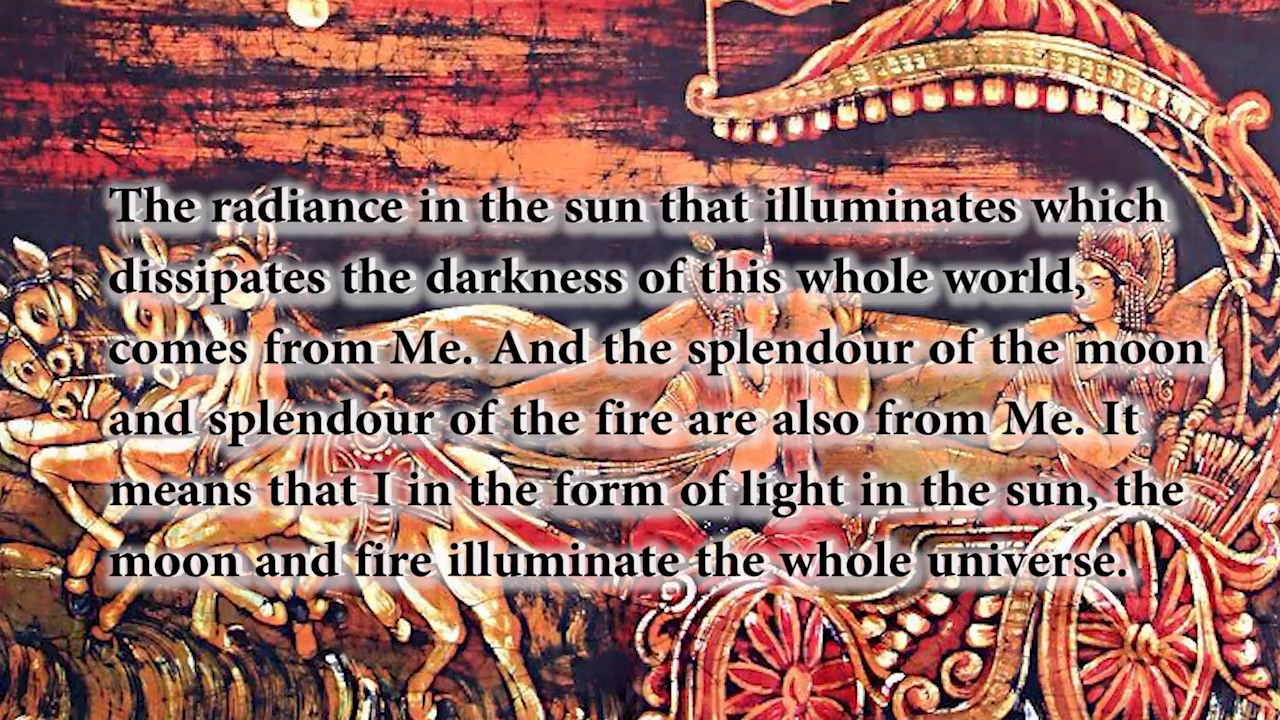 The radiance in the sun that illuminates which
dissipates the darkness of this whole world,
comes from Me. And the splendour of the moon
and splendour of the fire are also from Me. It
means that I in the form of light in the sun, the
moon and fire illuminate the whole universe.